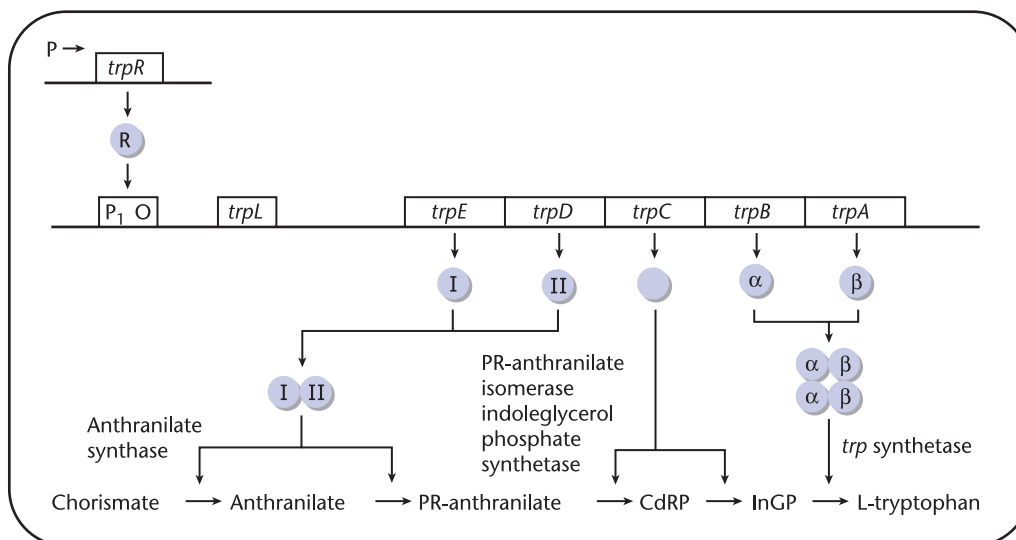 P
trpR
R
P1 O
trpL
trpE
trpD
trpC
trpB
trpA
I
II
α
β
I II
α β
α β
Anthranilate
synthase
PR-anthranilate
isomerase
indoleglycerol
phosphate
synthetase
trp synthetase
Chorismate
Anthranilate
PR-anthranilate
CdRP
InGP
L-tryptophan